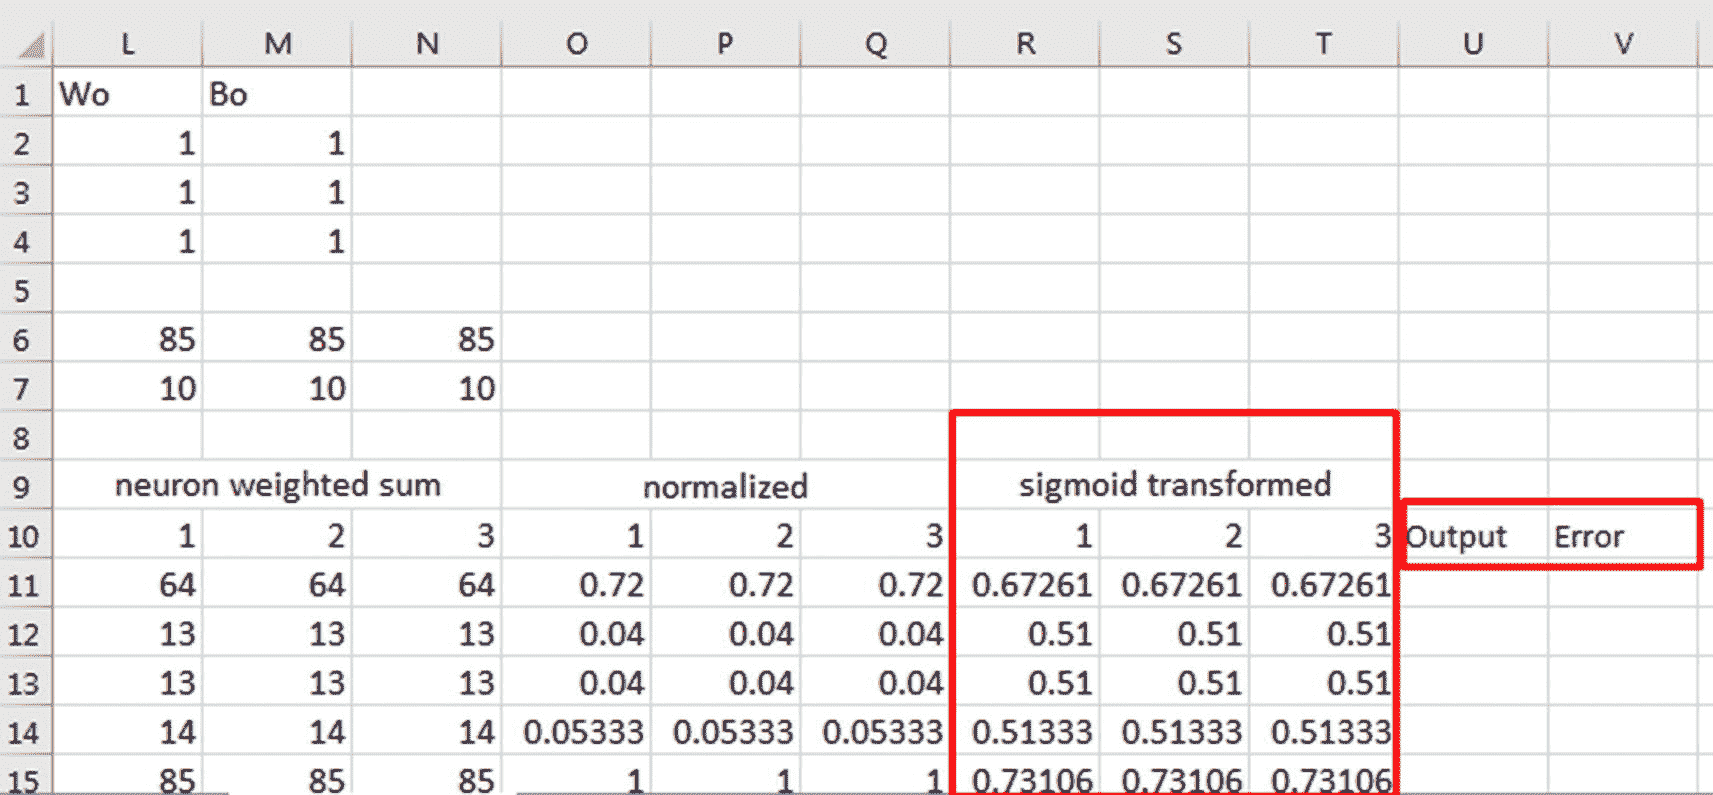 L M N O P Q R S T U V
1 Wo Bo
2 1 1
3 1 1
4 1 1
5
6 85 85 85
7 10 10 10
8
9 neuron weighted sum normalized sigmoid transformed
10 1 2 3 1 2 3 1 2 3 Output Error
11 64 64 64 0.72 0.72 0.72 0.67261 0.67261 0.67261
12 13 13 13 0.04 0.04 0.04 0.51 0.51 0.51
13 13 13 13 0.04 0.04 0.04 0.51 0.51 0.51
14 14 14 14 0.05333 0.05333 0.05333 0.51333 0.51333 0.51333
15 85 85 85 1 1 1 0.73106 0.73106 0.73106